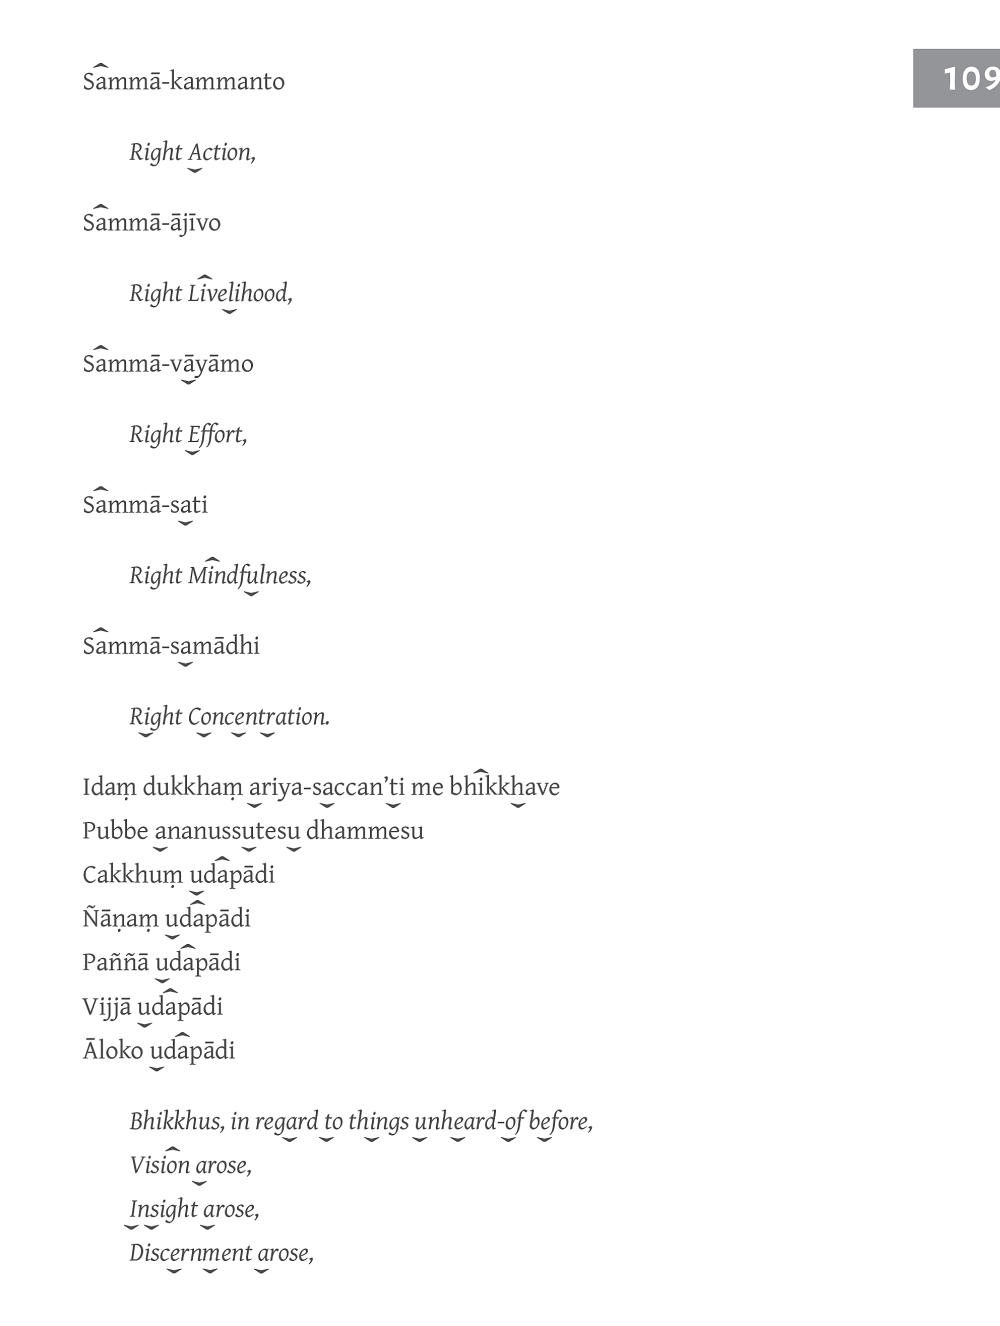 109
Sammā-kammanto
Right Action,
Sammā-ājīvo
Right Livelihood,
Sammā-vāyāmo
Right Effort,
Sammā-sati
Right Mindfulness,
Sammā-samādhi
Right Concentration.
Idaṃ dukkhaṃ ariya-saccan’ti me bhikkhave
Pubbe ananussutesu dhammesu
Cakkhuṃ udapādi
Ñāṇaṃ udapādi
Paññā udapādi
Vijjā udapādi
Āloko udapādi
Bhikkhus, in regard to things unheard-of before,
Vision arose,
Insight arose,
Discernment arose,